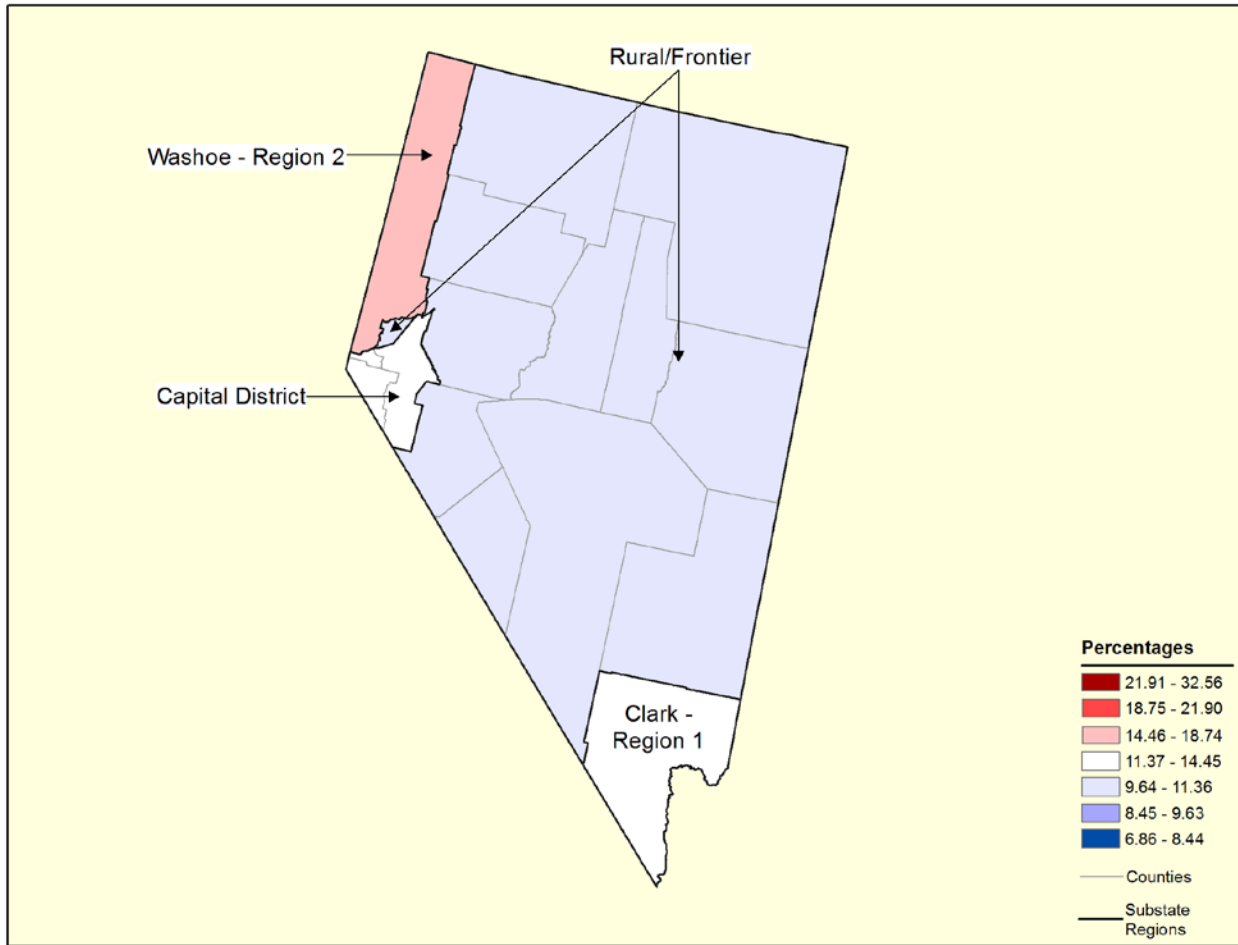 Rural/Frontier
Washoe - Region 2
Capital District
Clark -
Region 1
Percentages
21.91 - 32.56
18.75 - 21.90
14.46 - 18.74
11.37 - 14.45
9.64 - 11.36
8.45 - 9.63
6.86 - 8.44
Counties
Substate
Regions